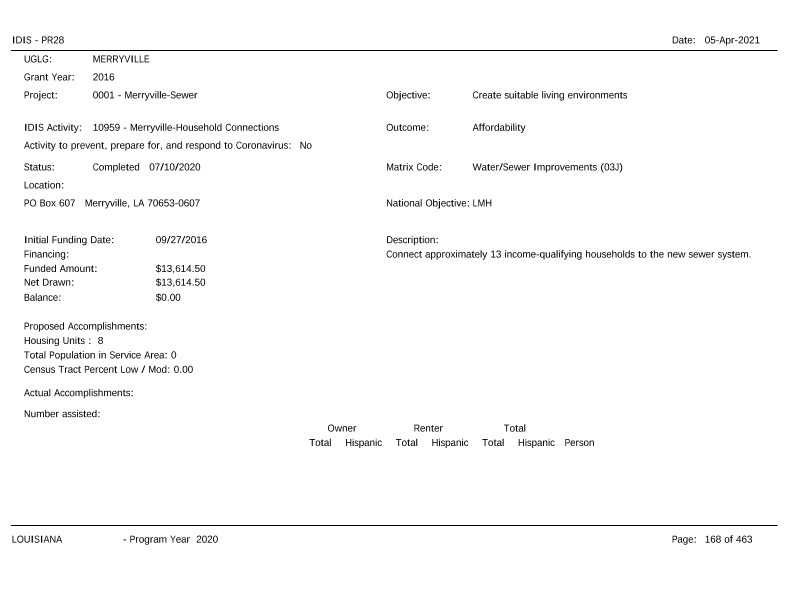 IDIS - PR28 Date: 05-Apr-2021
UGLG: MERRYVILLE
Grant Year: 2016
Project: 0001 - Merryville-Sewer Objective: Create suitable living environments
IDIS Activity: 10959 - Merryville-Household Connections Outcome: Affordability
Activity to prevent, prepare for, and respond to Coronavirus: No
Status: Completed 07/10/2020 Matrix Code: Water/Sewer Improvements (03J)
Location:
PO Box 607 Merryville, LA 70653-0607 National Objective: LMH
Initial Funding Date: 09/27/2016 Description:
Financing: Connect approximately 13 income-qualifying households to the new sewer system.
Funded Amount: $13,614.50
Net Drawn: $13,614.50
Balance: $0.00
Proposed Accomplishments:
Housing Units : 8
Total Population in Service Area: 0
Census Tract Percent Low / Mod: 0.00
Actual Accomplishments:
Number assisted:
Owner Renter Total
Total Hispanic Total Hispanic Total Hispanic Person
LOUISIANA - Program Year 2020 Page: 168 of 463